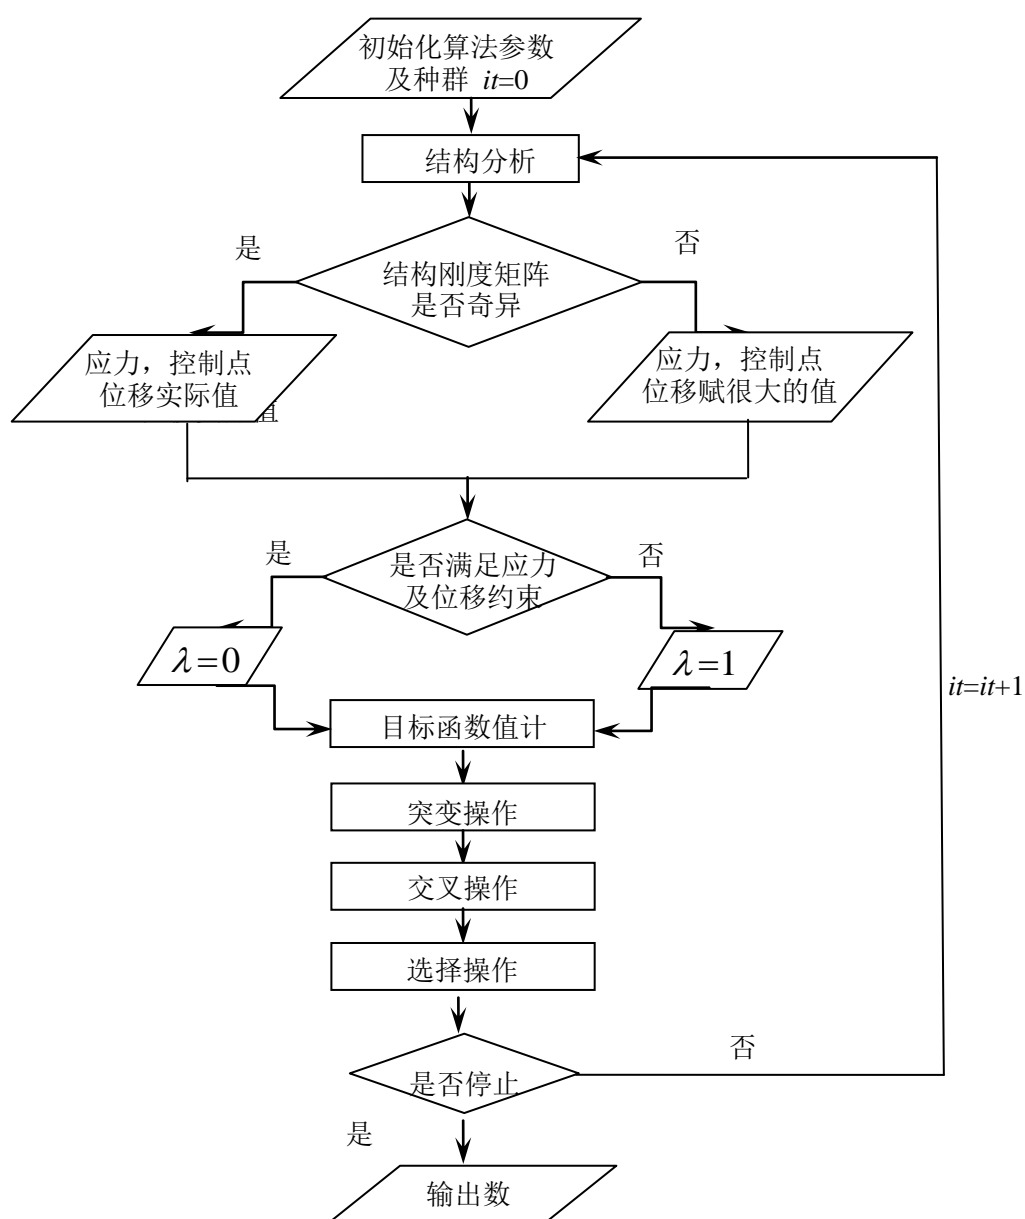 初始化算法参数
及种群 it=0
结构分析
是
否
结构刚度矩阵
是否奇异
应力，控制点
位移实际值
值
应力，控制点
位移赋很大的值
是
否
是否满足应力
及位移约束
λ=0
λ=1
it=it+1
目标函数值计
突变操作
交叉操作
选择操作
否
是否停止
是
输出数